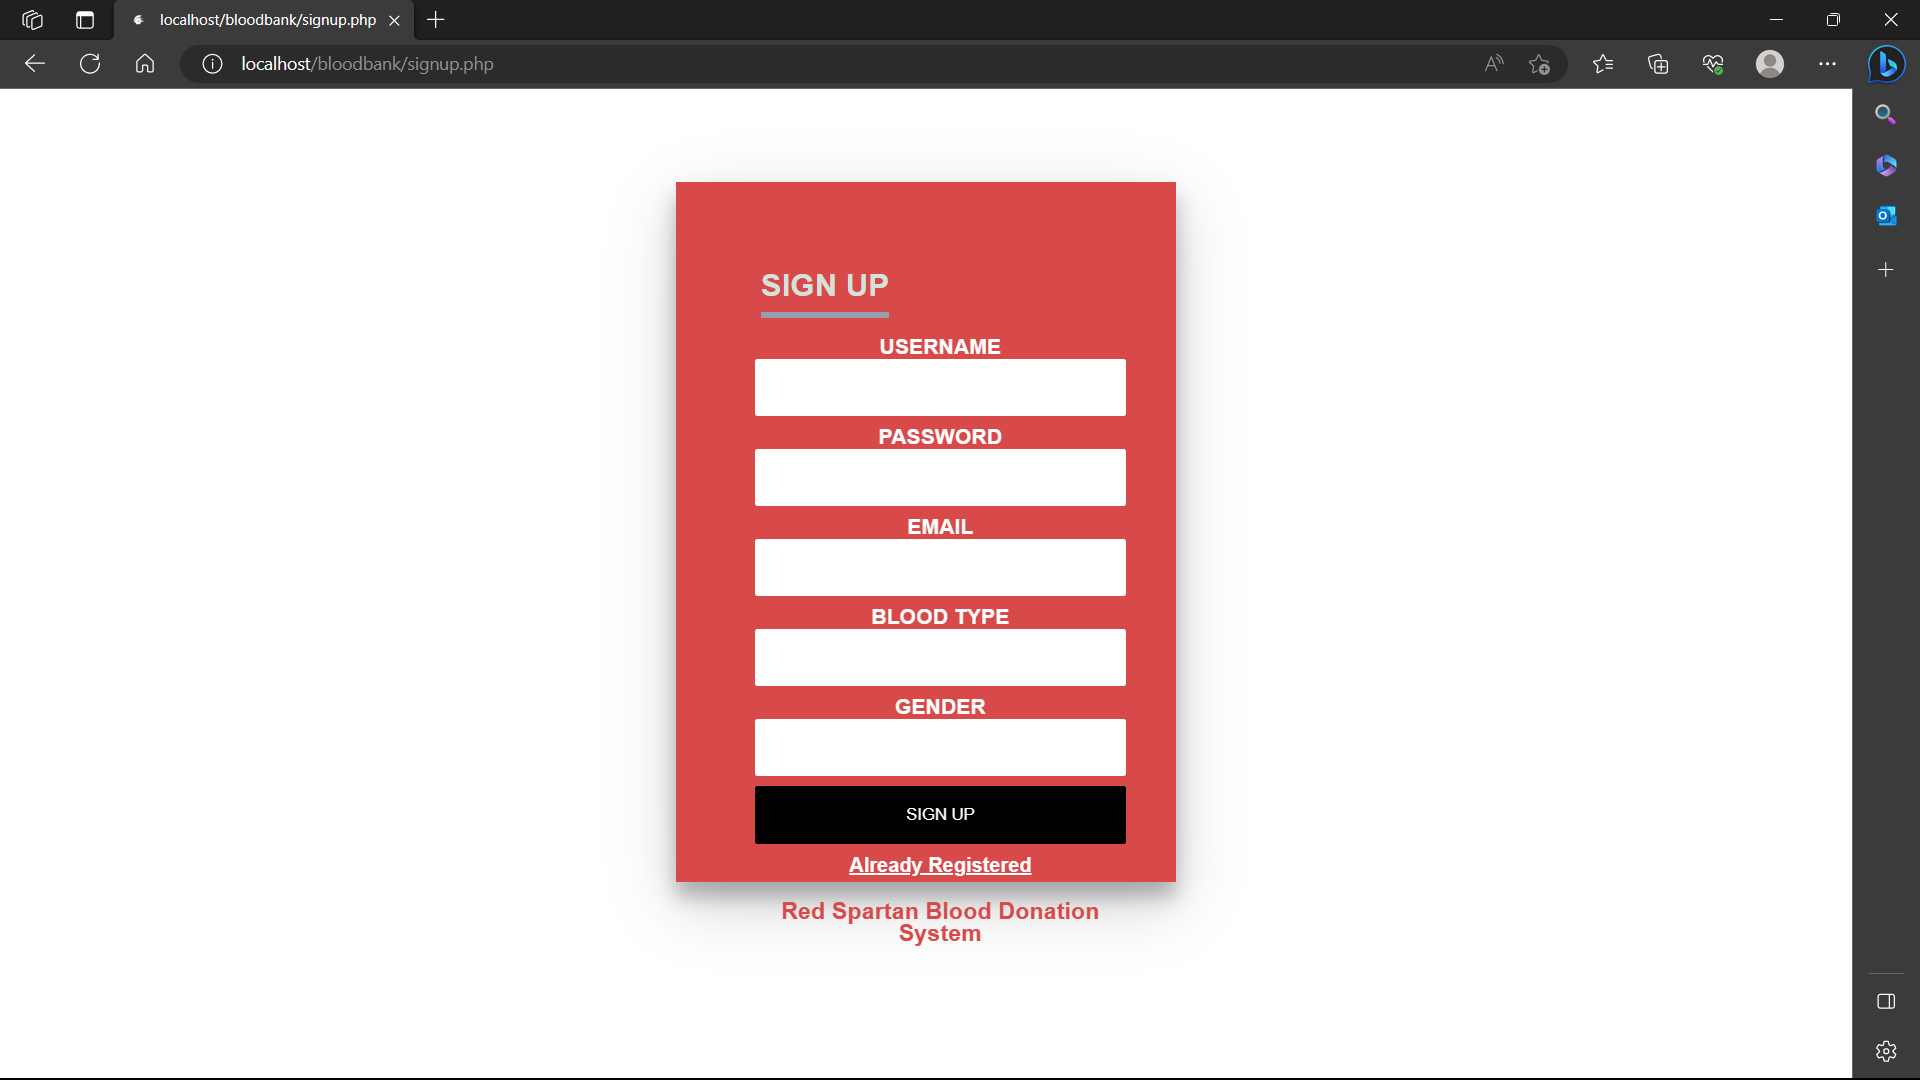 localhost/bloodbank/signup.php
localhost/bloodbank/signup.php
SIGN UP
USERNAME
PASSWORD
EMAIL
BLOOD TYPE
GENDER
SIGN UP
Already Registered
Red Spartan Blood Donation
System